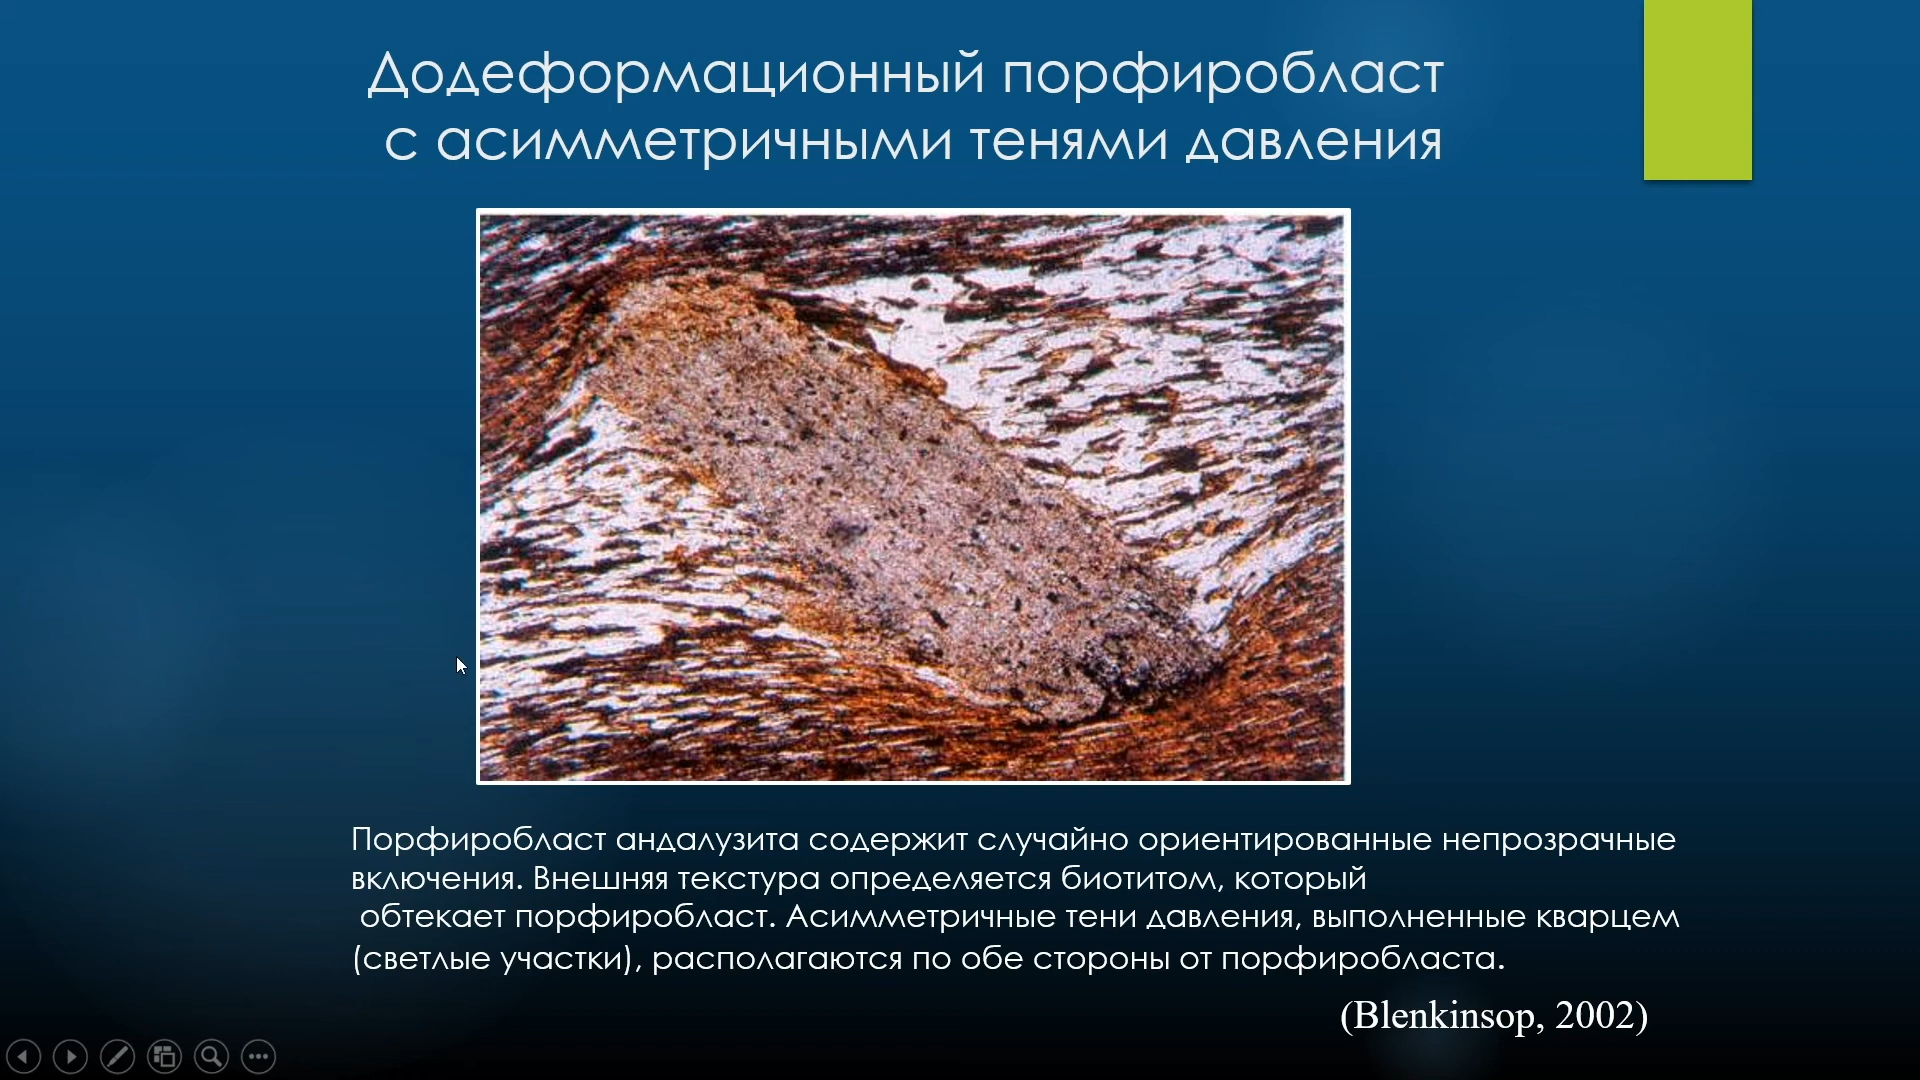 Додеформационный порфиробласт
с асимметричными тенями давления
Порфиробласт андалузита содержит случайно ориентированные непрозрачные
включения. Внешняя текстура определяется биотитом, который
обтекает порфиробласт. Асимметричные тени давления, выполненные кварцем
(светлые участки), располагаются по обе стороны от порфиробласта.
(Blenkinsop, 2002)